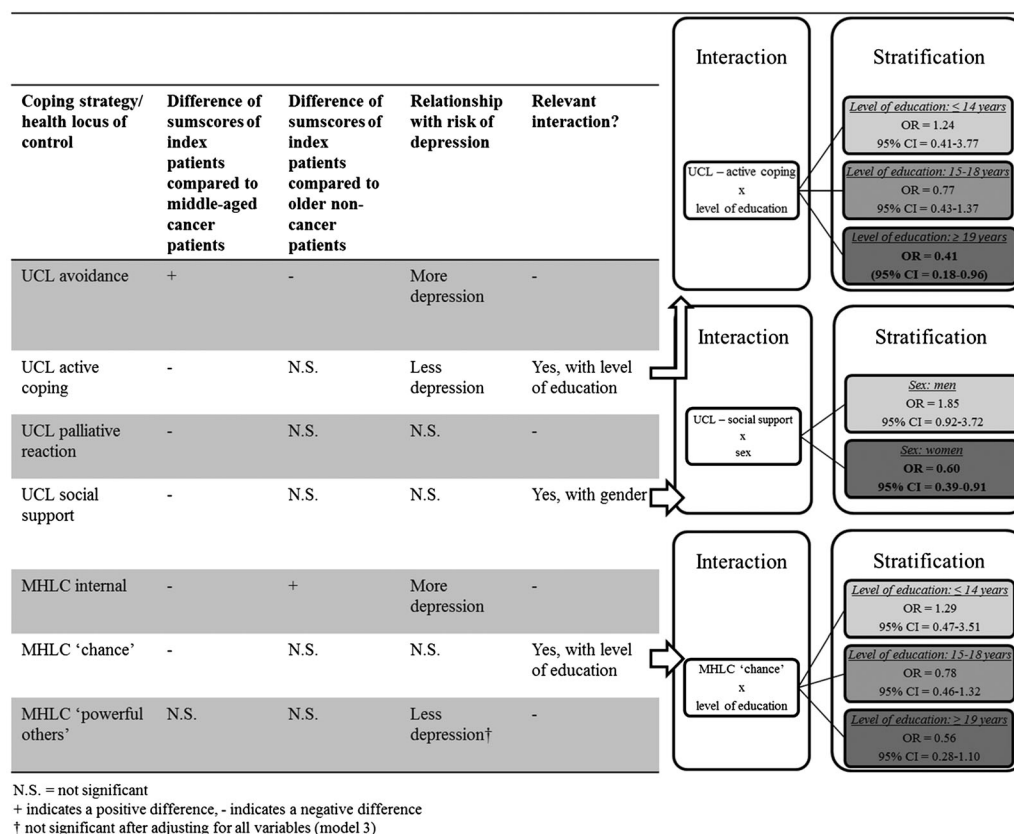 Coping strategy/
health locus of
control
Difference of
sumscores of
index
patients
compared to
middle-aged
cancer
patients
Difference of
sumscores of
index
patients
compared to
older non-
cancer
patients
Relationship
with risk of
depression
Relevant
interaction?
UCL avoidance
+
-
More
depression
-
UCL active
coping
-
N.S.
Less
depression
Yes, with level
of education
UCL palliative
reaction
-
N.S.
N.S.
-
UCL social
support
-
N.S.
N.S.
Yes, with gender
MHLC internal
-
+
More
depression
-
MHLC ‘chance’
-
N.S.
N.S.
Yes, with level
of education
MHLC ‘powerful
others’
N.S.
N.S.
Less
depression†
-
Interaction
UCL – active coping
x
level of education
Stratification
Level of education: ≤ 14 years
OR = 1.24
95% CI = 0.41-3.77
Level of education: 15-18 years
OR = 0.77
95% CI = 0.43-1.37
Level of education: ≥ 19 years
OR = 0.41
(95% CI = 0.18-0.96)
Interaction
UCL – social support
x
sex
Stratification
Sex: men
OR = 1.85
95% CI = 0.92-3.72
Sex: women
OR = 0.60
95% CI = 0.39-0.91
Interaction
MHLC ‘chance’
x
level of education
Stratification
Level of education: ≤ 14 years
OR = 1.29
95% CI = 0.47-3.51
Level of education: 15-18 years
OR = 0.78
95% CI = 0.46-1.32
Level of education: ≥ 19 years
OR = 0.56
95% CI = 0.28-1.10
N.S. = not significant
+ indicates a positive difference, - indicates a negative difference
† not significant after adjusting for all variables (model 3)